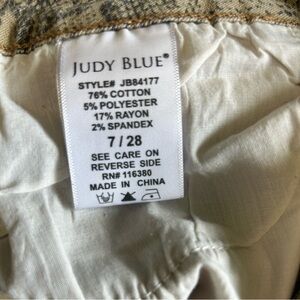 JUDY BLUE®
STYLE# JB84177
76% COTTON
5% POLYESTER
17% RAYON
2% SPANDEX
7 / 28
SEE CARE ON
REVERSE SIDE
RN# 116380
MADE IN CHINA